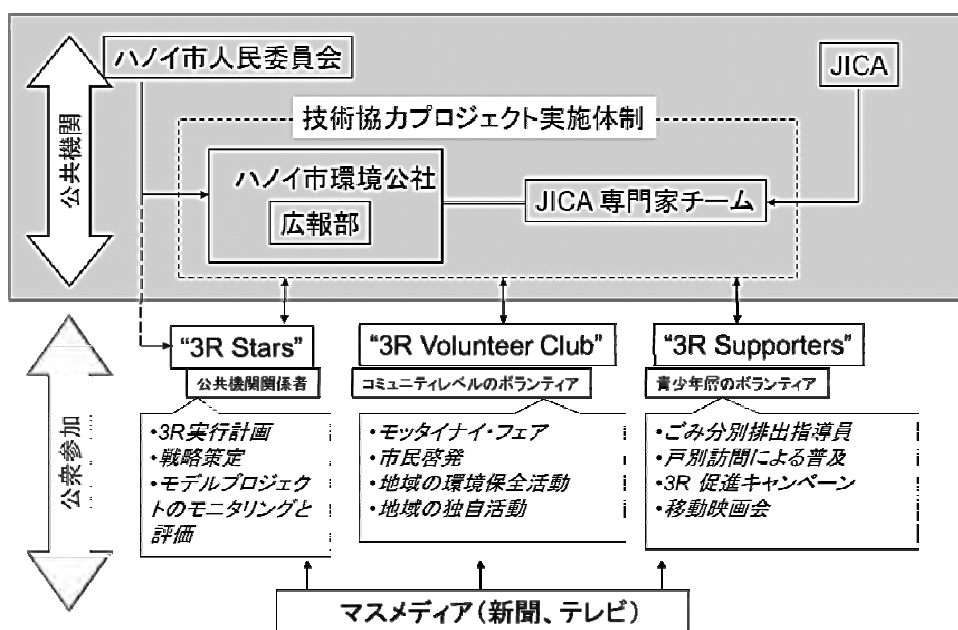 ハノイ市人民委員会
JICA
公共機関
技術協力プロジェクト実施体制
ハノイ市環境公社
広報部
JICA 専門家チーム
公衆参加
“3R Stars”
公共機関関係者
・3R実行計画
・戦略策定
・モデルプロジェク
トのモニタリングと
評価
“3R Volunteer Club”
コミュニティレベルのボランティア
・モッタイナイ・フェア
・市民啓発
・地域の環境保全活動
・地域の独自活動
“3R Supporters”
青少年層のボランティア
・ごみ分別排出指導員
・戸別訪問による普及
・3R 促進キャンペーン
・移動映画会
マスメディア（新聞、テレビ）